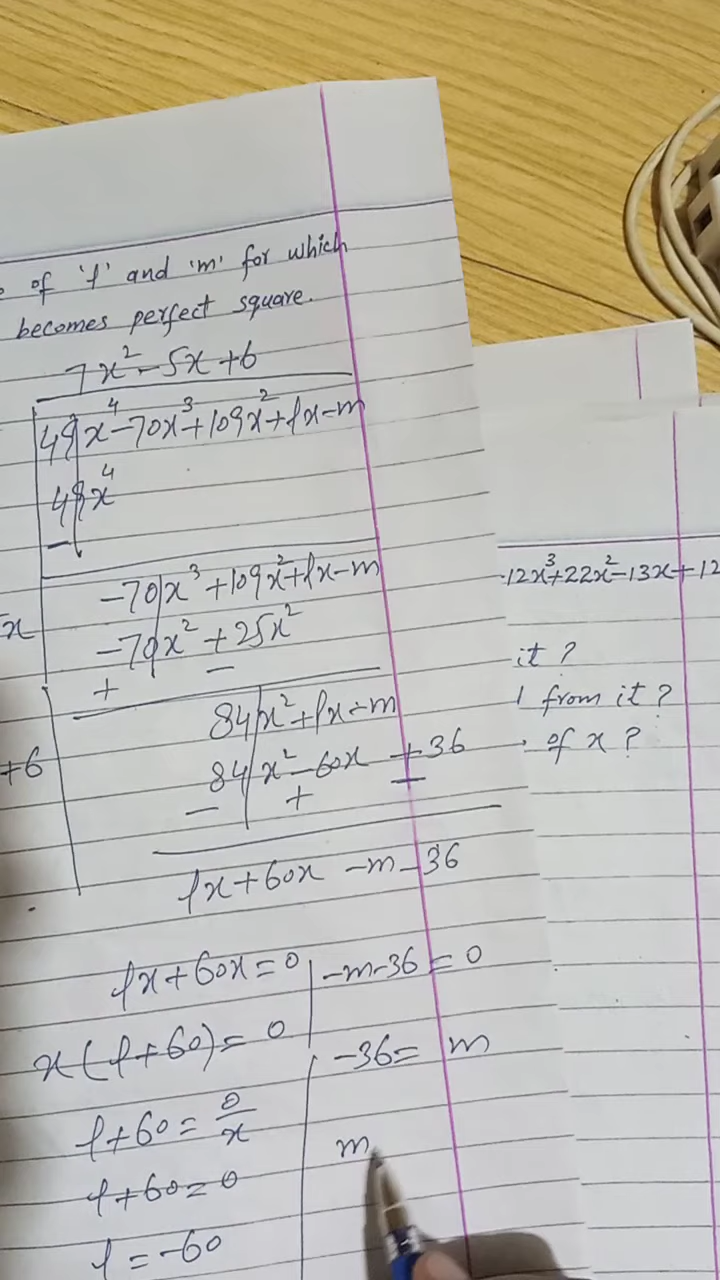 of 'l' and 'm' for which
becomes perfect square.
7x² - 5x + 6
49x⁴ - 70x³ + 109x² + lx - m
49x⁴
-
-70x³ + 109x² + lx - m
-70x² + 25x²
+ -
84x² + lx - m
+6 84x² - 60x + 36
- + -
lx + 60x - m - 36
lx + 60x = 0 -m - 36 = 0
x(l + 60) = 0 -36 = m
l + 60 = 0/x m
l + 60 = 0
l = -60
-12x³ + 22x² - 13x + 12
it ?
from it ?
of x ?